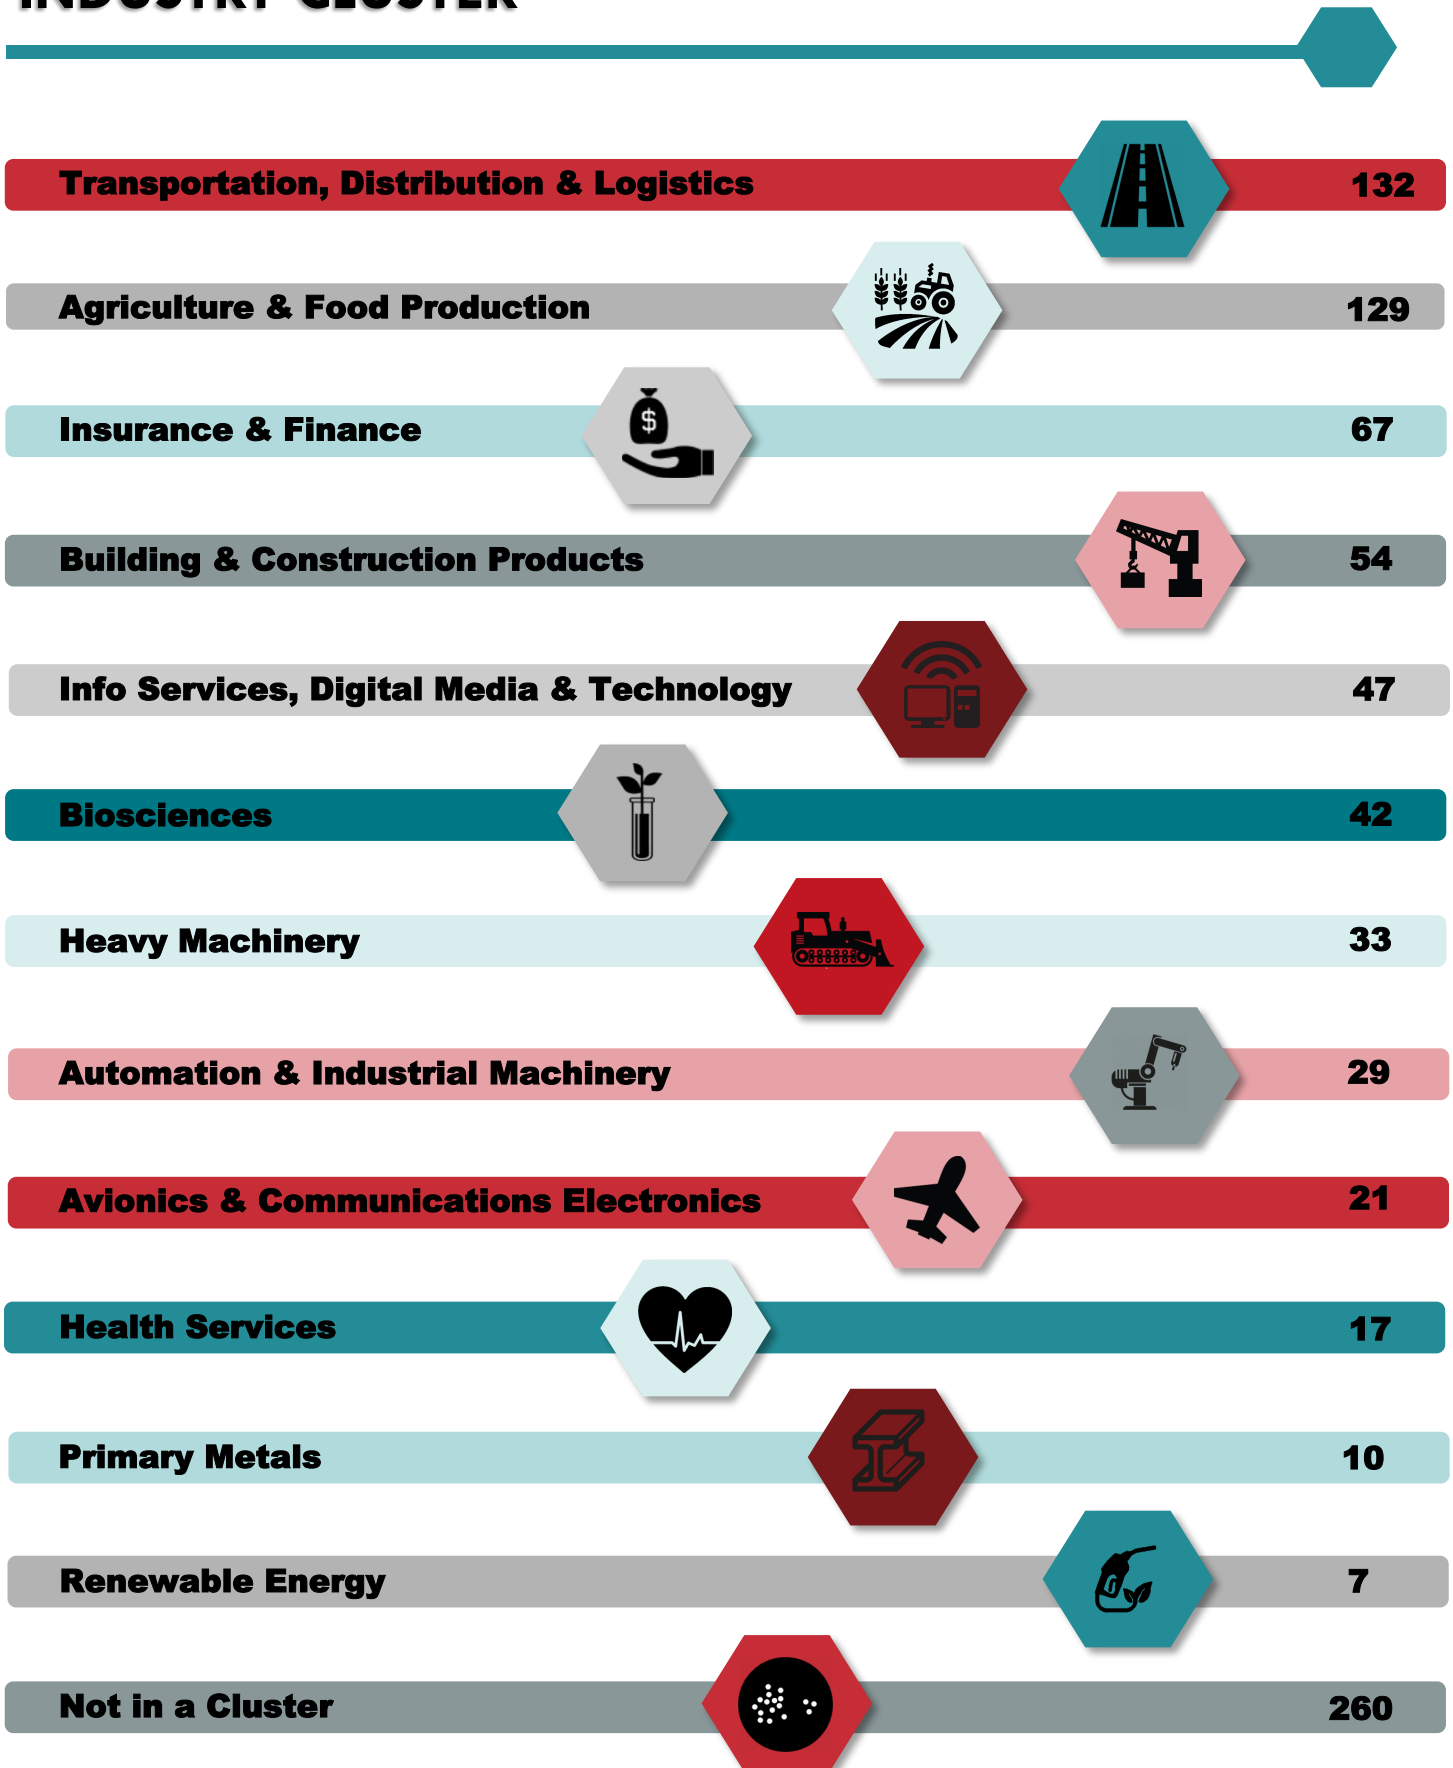 INDUSTRY CLUSTER
Transportation, Distribution & Logistics 132
Agriculture & Food Production 129
$
Insurance & Finance 67
Building & Construction Products 54
Info Services, Digital Media & Technology 47
Biosciences 42
Heavy Machinery 33
Automation & Industrial Machinery 29
Avionics & Communications Electronics 21
Health Services 17
Primary Metals 10
Renewable Energy 7
Not in a Cluster 260